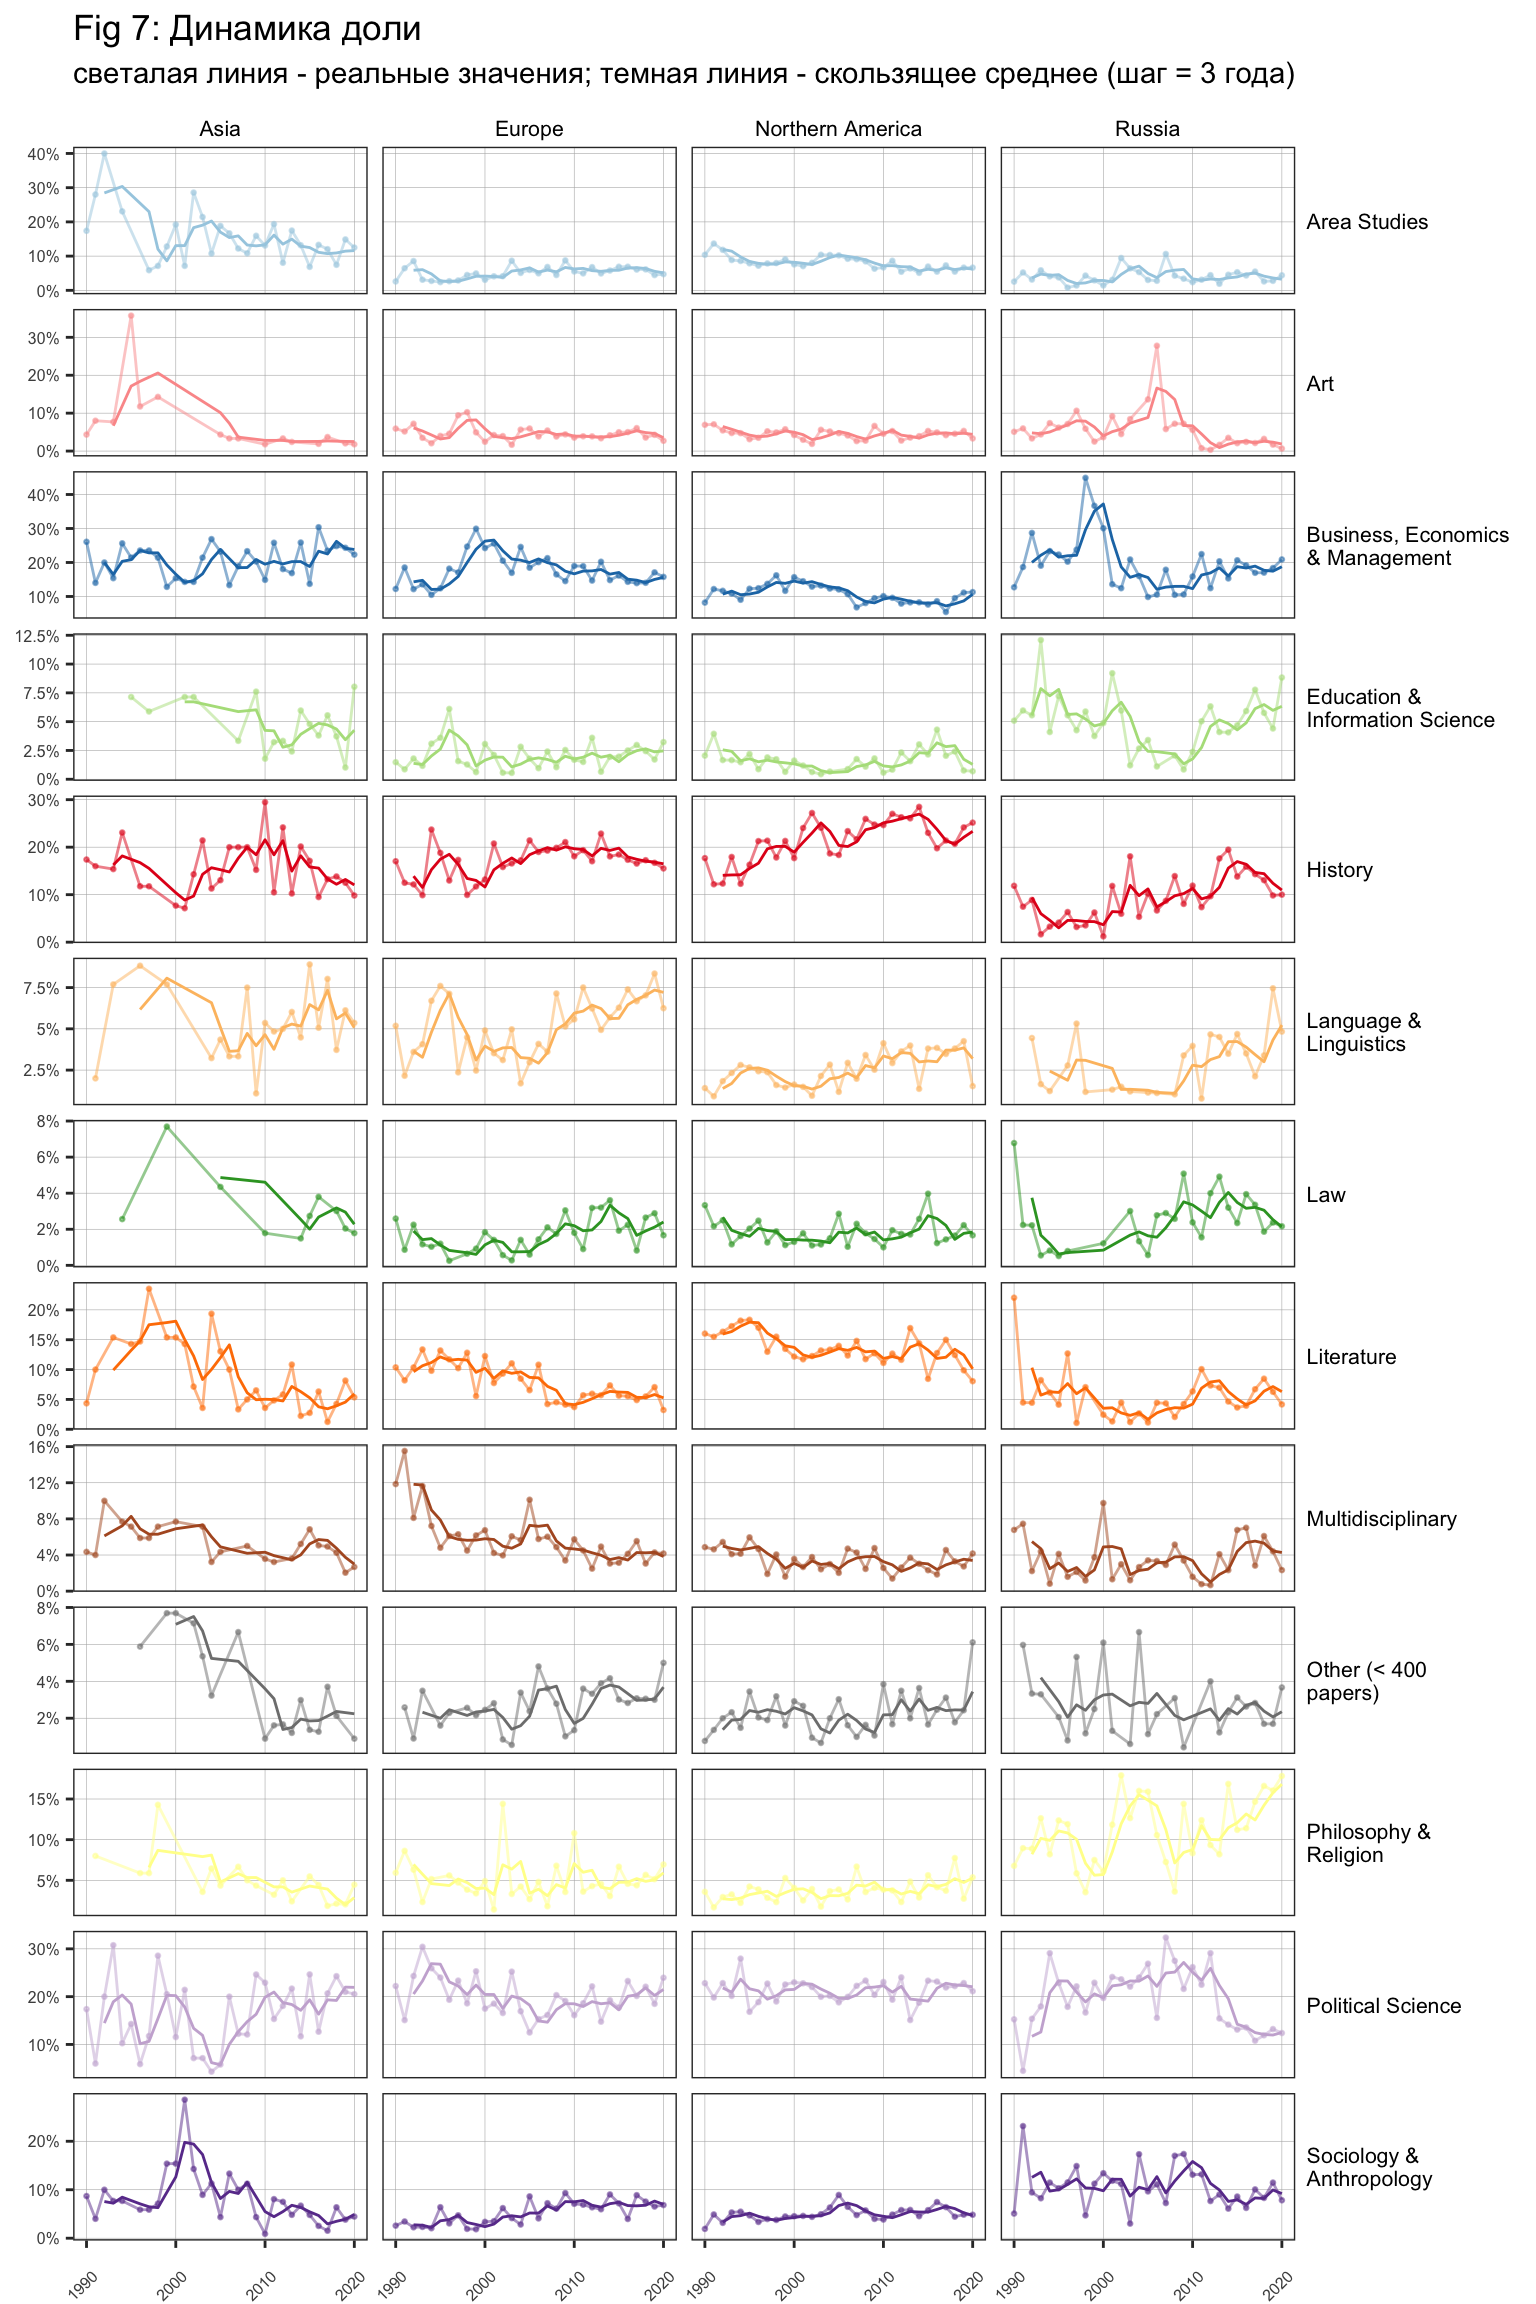 Fig 7: Динамика доли
светалая линия - реальные значения; темная линия - скользящее среднее (шаг = 3 года)
Asia Europe Northern America Russia
40%
30%
20%
10%
0%
Area Studies
30%
20%
10%
0%
Art
40%
30%
20%
10%
Business, Economics
& Management
12.5%
10%
7.5%
5%
2.5%
0%
Education &
Information Science
30%
20%
10%
0%
History
7.5%
5%
2.5%
Language &
Linguistics
8%
6%
4%
2%
0%
Law
20%
15%
10%
5%
0%
Literature
16%
12%
8%
4%
0%
Multidisciplinary
8%
6%
4%
2%
Other (< 400
papers)
15%
10%
5%
Philosophy &
Religion
30%
20%
10%
Political Science
20%
10%
0%
Sociology &
Anthropology
1990 2000 2010 2020 1990 2000 2010 2020 1990 2000 2010 2020 1990 2000 2010 2020